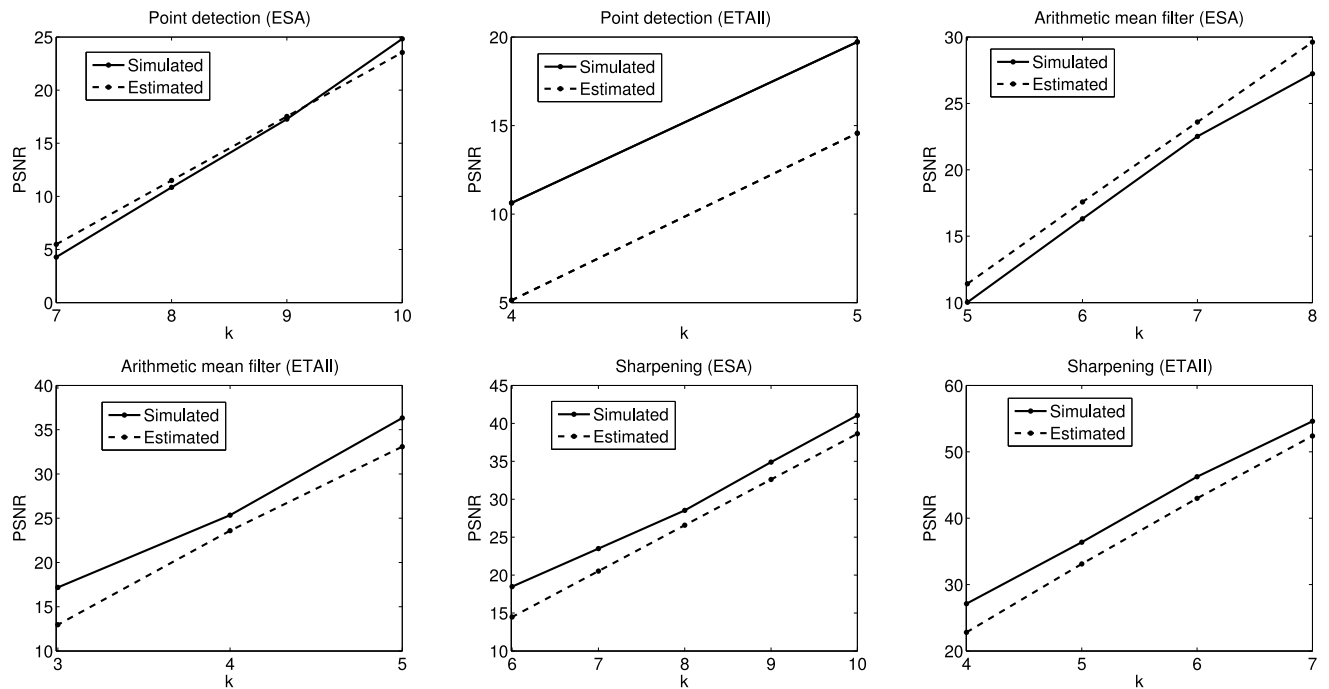 Point detection (ESA)
25
20
15
10
5
0
PSNR
7 8 9 10
k
Simulated
Estimated
Point detection (ETAII)
20
15
10
5
PSNR
4 5
k
Simulated
Estimated
Arithmetic mean filter (ESA)
30
25
20
15
10
PSNR
5 6 7 8
k
Simulated
Estimated
Arithmetic mean filter (ETAII)
40
35
30
25
20
15
10
PSNR
3 4 5
k
Simulated
Estimated
Sharpening (ESA)
45
40
35
30
25
20
15
10
PSNR
6 7 8 9 10
k
Simulated
Estimated
Sharpening (ETAII)
60
50
40
30
20
PSNR
4 5 6 7
k
Simulated
Estimated